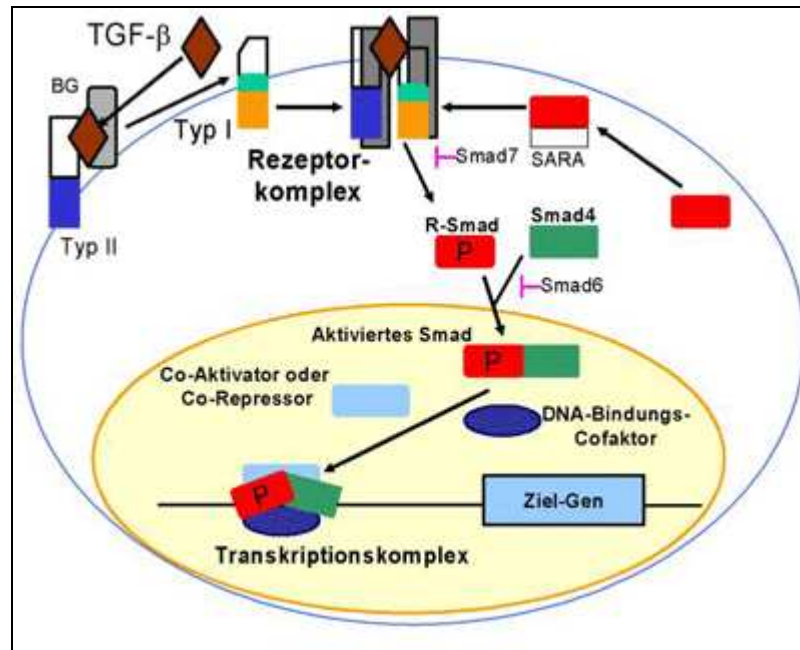 TGF-β
BG
Typ I
Rezeptor-
komplex
Typ II
Smad7
SARA
R-Smad
Smad4
P
Smad6
Aktiviertes Smad
P
Co-Aktivator oder
Co-Repressor
DNA-Bindungs-
Cofaktor
P
Ziel-Gen
Transkriptionskomplex